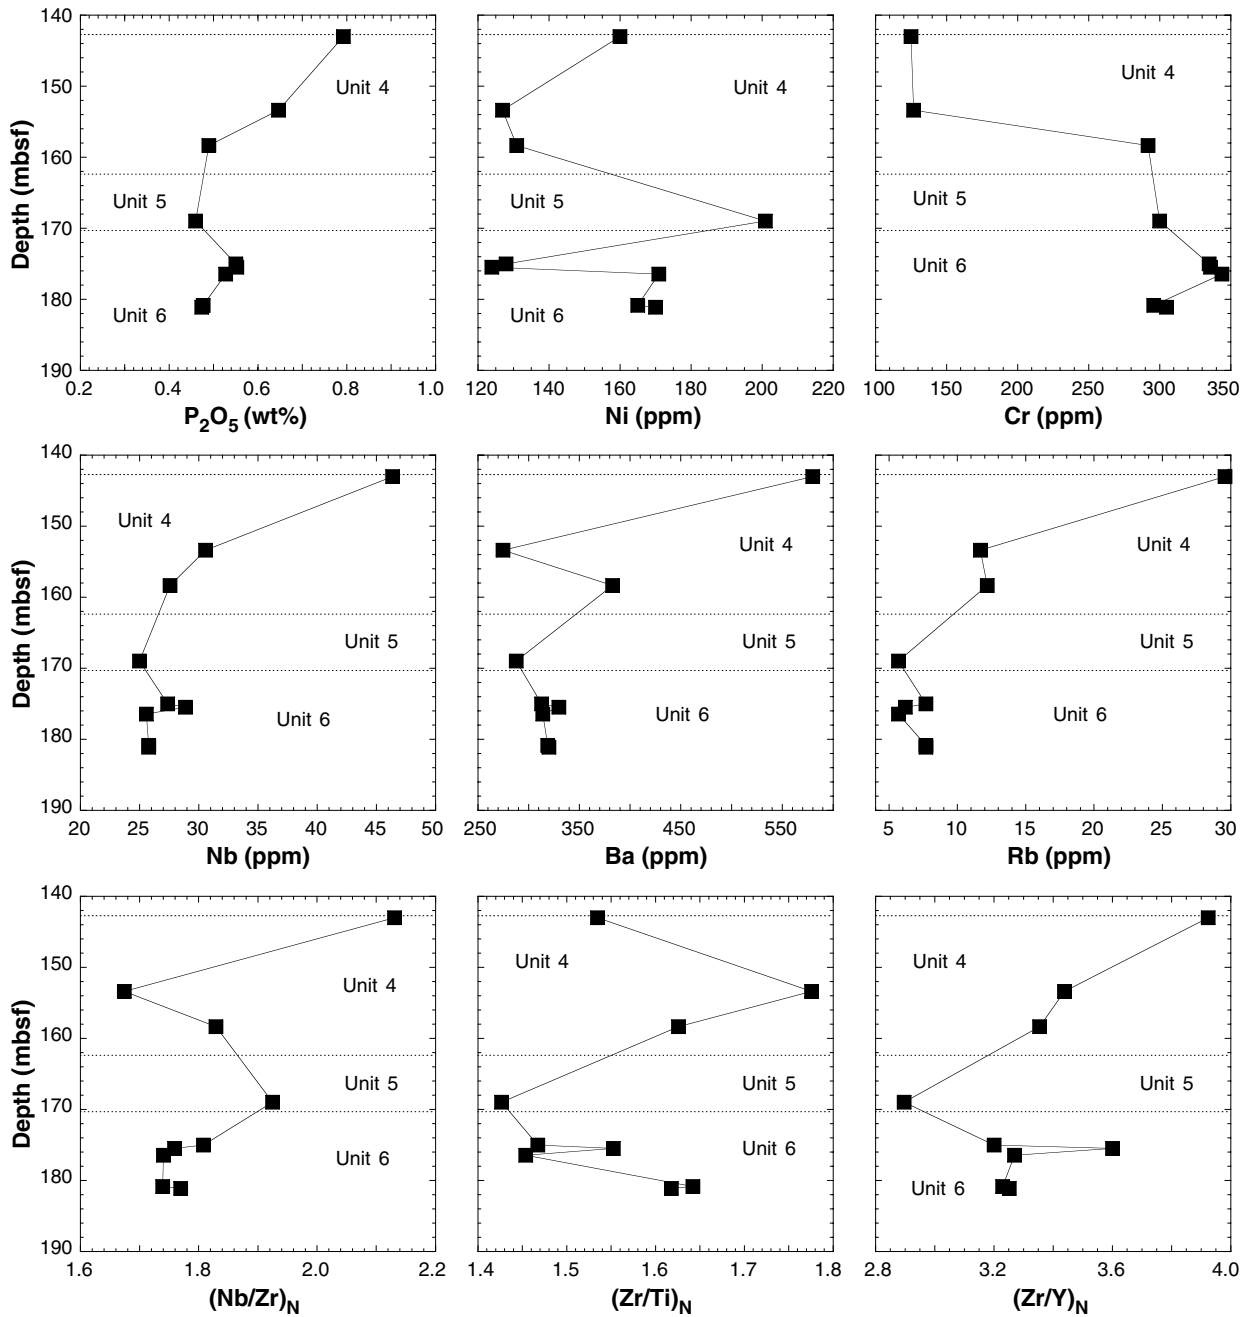 140
150
160
170
180
190
Depth (mbsf)
Unit 4
Unit 5
Unit 6
Unit 6
0.2 0.4 0.6 0.8 1.0
P2O5 (wt%)
Unit 4
Unit 5
Unit 6
Unit 6
120 140 160 180 200 220
Ni (ppm)
Unit 4
Unit 5
Unit 6
100 150 200 250 300 350
Cr (ppm)
140
150
160
170
180
190
Depth (mbsf)
Unit 4
Unit 5
Unit 6
20 25 30 35 40 45 50
Nb (ppm)
Unit 4
Unit 5
Unit 6
250 350 450 550
Ba (ppm)
Unit 4
Unit 5
Unit 6
5 10 15 20 25 30
Rb (ppm)
140
150
160
170
180
190
Depth (mbsf)
Unit 4
Unit 5
Unit 6
1.6 1.8 2.0 2.2
(Nb/Zr)N
Unit 4
Unit 5
Unit 6
1.4 1.5 1.6 1.7 1.8
(Zr/Ti)N
Unit 4
Unit 5
Unit 6
2.8 3.2 3.6 4.0
(Zr/Y)N